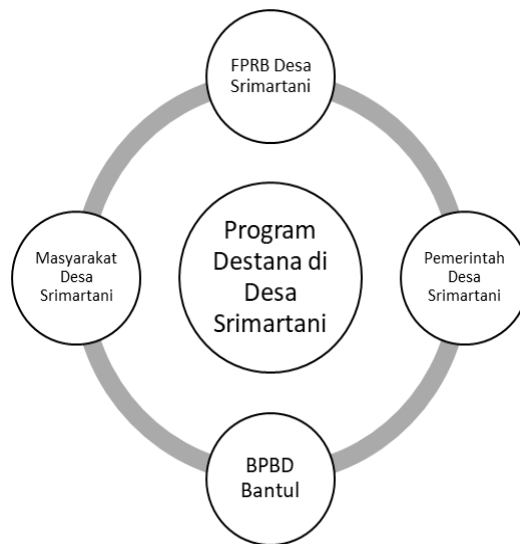 FPRB Desa
Srimartani
Program
Destana di
Desa
Srimartani
Masyarakat
Desa
Srimartani
Pemerintah
Desa
Srimartani
BPBD
Bantul